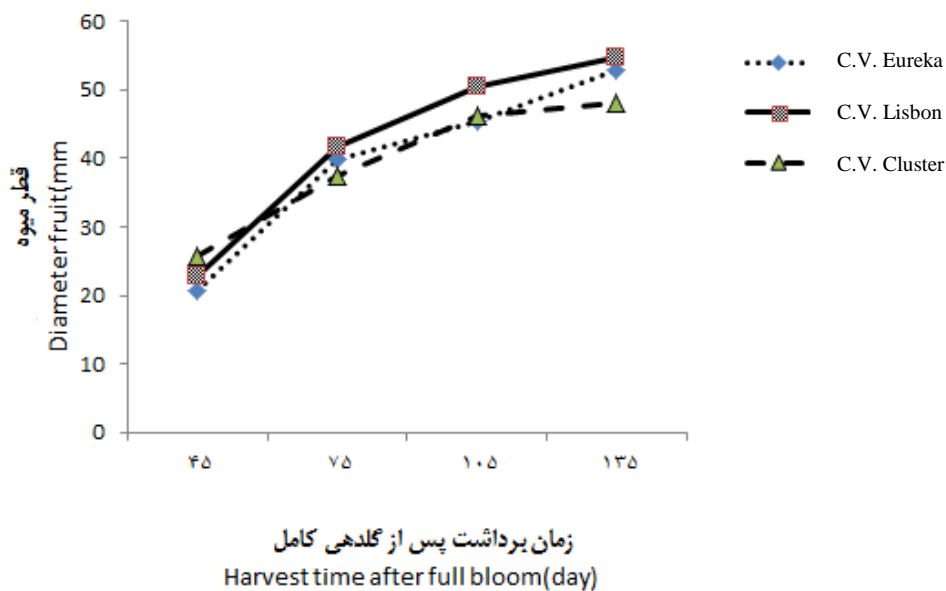 60
50
40
30
20
10
0
قطر میوه
Diameter fruit(mm
۴۵ ۷۵ ۱۰۵ ۱۳۵
زمان برداشت پس از گلدهی کامل
Harvest time after full bloom(day)
C.V. Eureka
C.V. Lisbon
C.V. Cluster